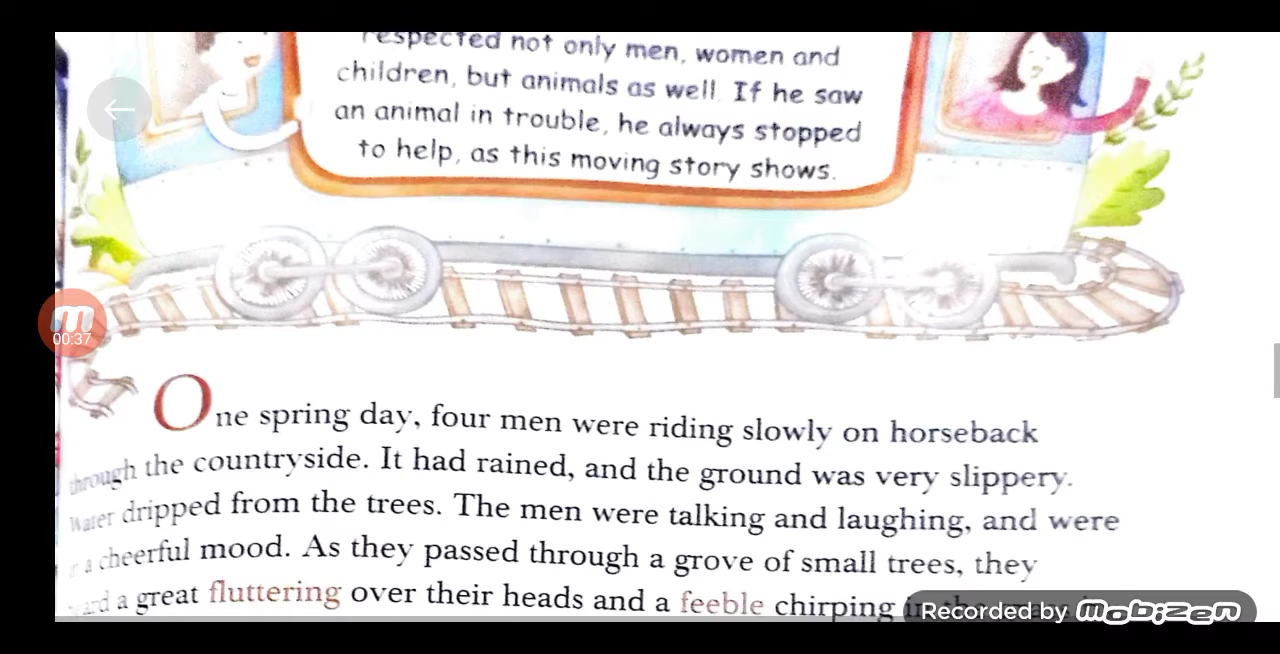 respected not only men, women and
children, but animals as well. If he saw
an animal in trouble, he always stopped
to help, as this moving story shows.
00:37
One spring day, four men were riding slowly on horseback
through the countryside. It had rained, and the ground was very slippery.
Water dripped from the trees. The men were talking and laughing, and were
a cheerful mood. As they passed through a grove of small trees, they
a great fluttering over their heads and a feeble chirping
Recorded by mobizen